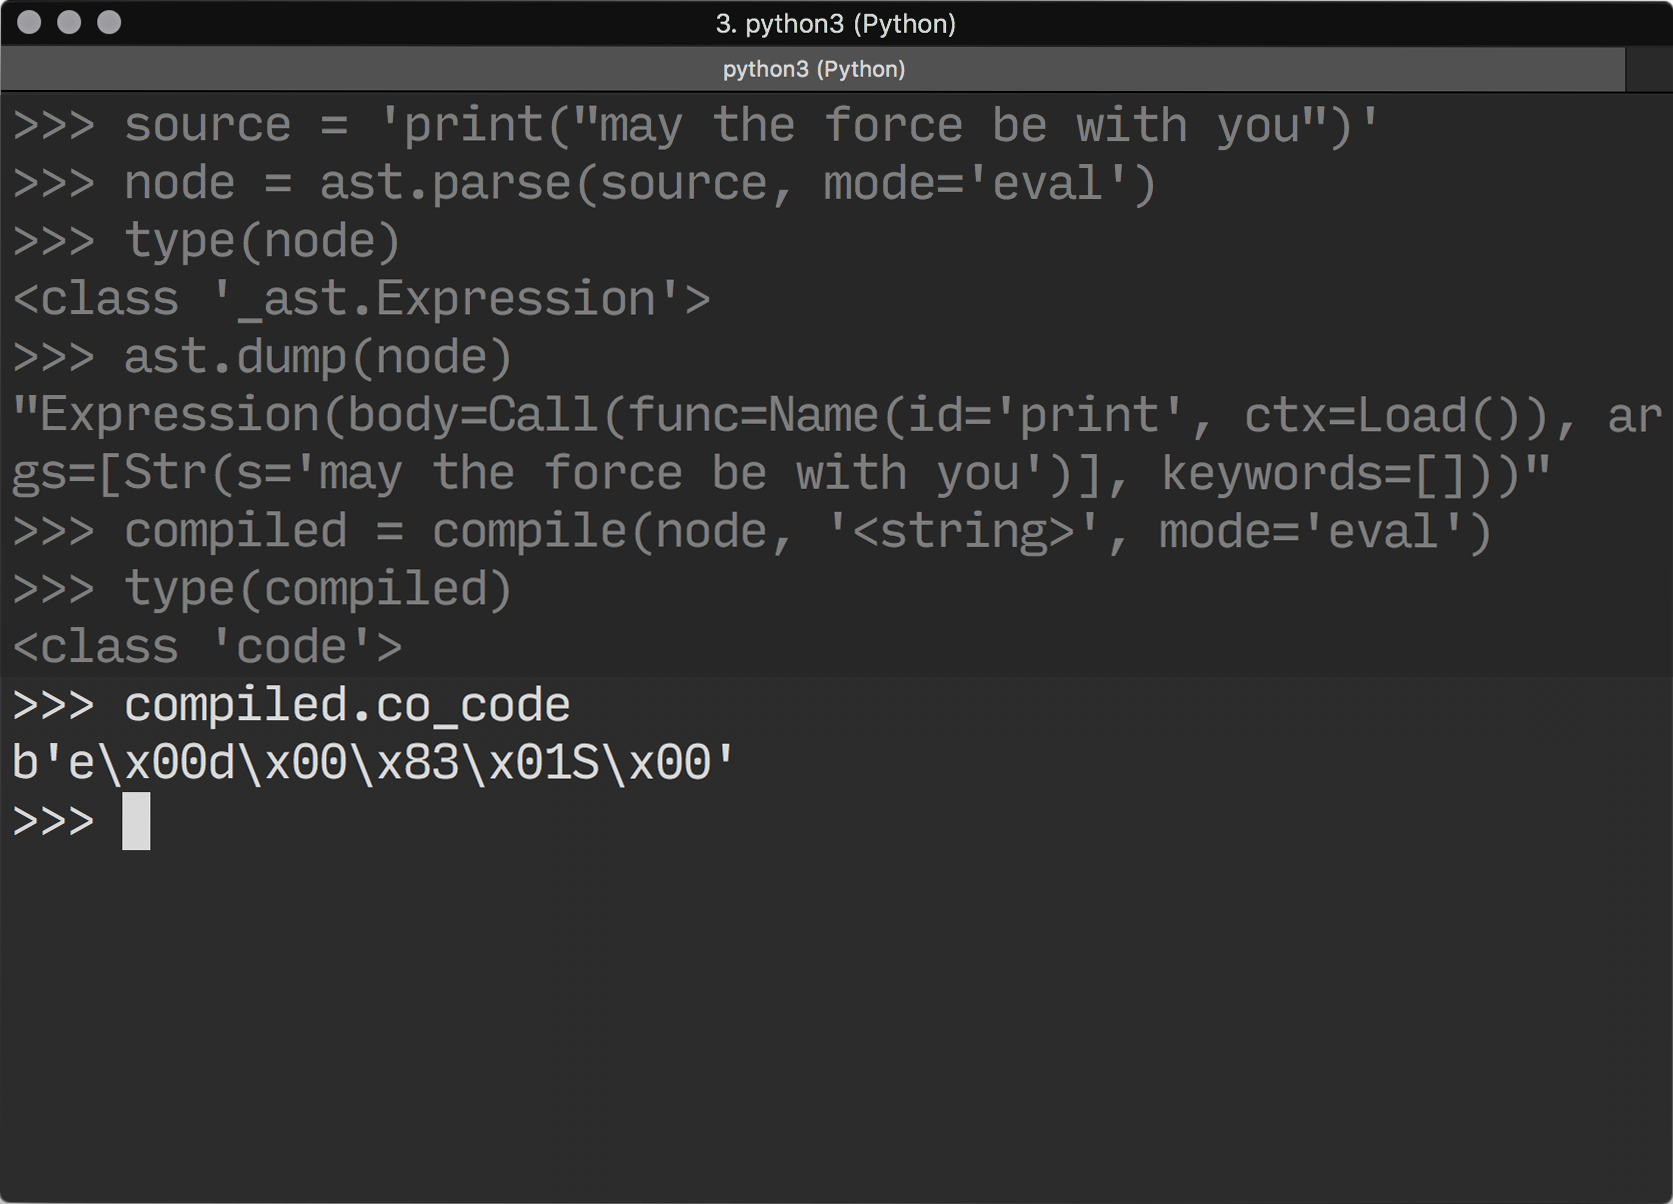 3. python3 (Python)
python3 (Python)
>>> source = 'print("may the force be with you")'
>>> node = ast.parse(source, mode='eval')
>>> type(node)
<class '_ast.Expression'>
>>> ast.dump(node)
"Expression(body=Call(func=Name(id='print', ctx=Load()), ar
gs=[Str(s='may the force be with you')], keywords=[]))"
>>> compiled = compile(node, '<string>', mode='eval')
>>> type(compiled)
<class 'code'>
>>> compiled.co_code
b'e\x00d\x00\x83\x01S\x00'
>>>